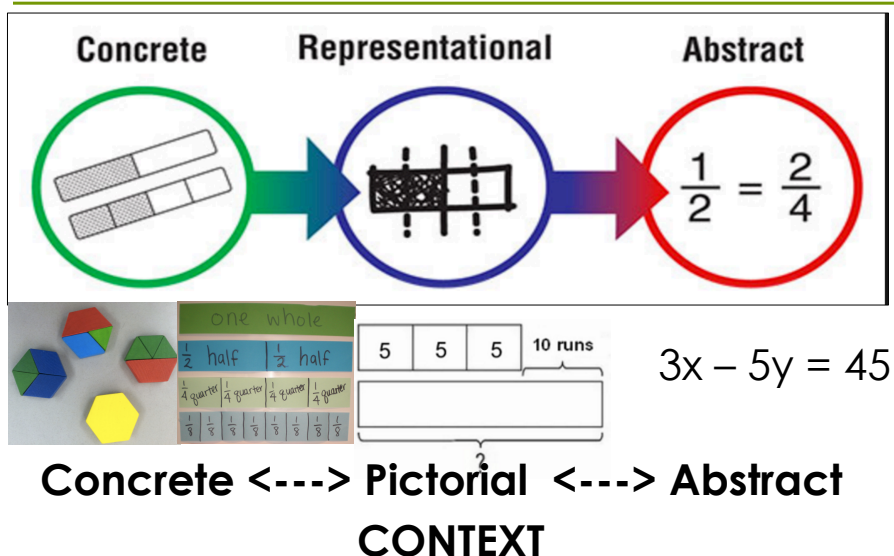 Concrete Representational Abstract
1/2 = 2/4
one whole
1/2 half 1/2 half
1/4 quarter 1/4 quarter 1/4 quarter 1/4 quarter
1/8 1/8 1/8 1/8 1/8 1/8 1/8 1/8
5 5 5 10 runs
?
3x – 5y = 45
Concrete <---> Pictorial <---> Abstract
CONTEXT